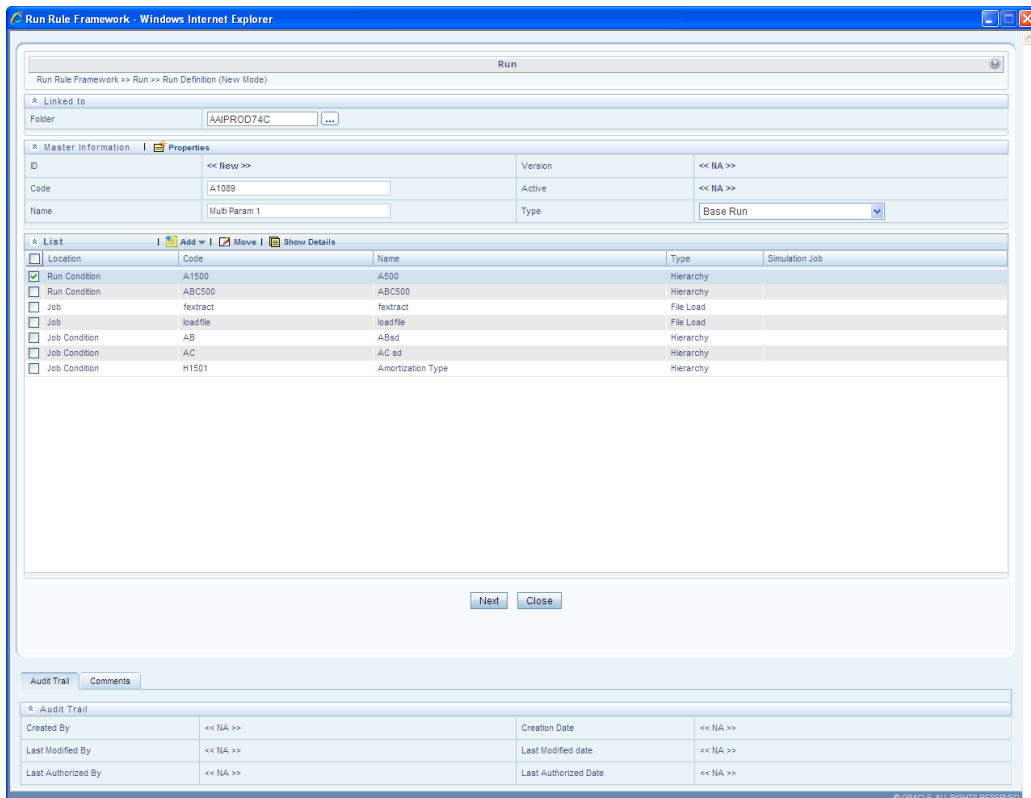 Run Rule Framework - Windows Internet Explorer
Run
Run Rule Framework >> Run >> Run Definition (New Mode)
Linked to
Folder AAIPROD74C ...
Master Information | Properties
ID << New >> Version << NA >>
Code A1089 Active << NA >>
Name Multi Param 1 Type Base Run
List | Add | Move | Show Details
Location Code Name Type Simulation Job
Run Condition A1500 A500 Hierarchy
Run Condition ABC500 ABC500 Hierarchy
Job fextract fextract File Load
Job loadfile loadfile File Load
Job Condition AB ABsd Hierarchy
Job Condition AC AC sd Hierarchy
Job Condition H1501 Amortization Type Hierarchy
Next Close
Audit Trail Comments
Audit Trail
Created By << NA >> Creation Date << NA >>
Last Modified By << NA >> Last Modified date << NA >>
Last Authorized By << NA >> Last Authorized Date << NA >>
© ORACLE. ALL RIGHTS RESERVED